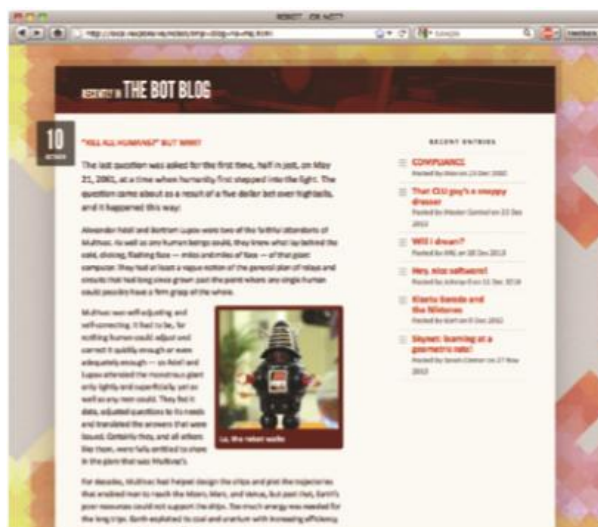 ROBOT... OR NOT?
Google
THE BOT BLOG
10
"KILL ALL HUMANS?" BUT WHY?
The last question was asked for the first time, half in jest, on May
21, 2061, at a time when humanity first stepped into the light. The
question came about as a result of a five dollar bet over highballs,
and it happened this way:
Alexander Adell and Bertram Lupov were two of the faithful attendants of
Multivac. As well as any human beings could, they knew what lay behind the
cold, clicking, flashing face — miles and miles of face — of that giant
computer. They had at least a vague notion of the general plan of relays and
circuits that had long since grown past the point where any single human
could possibly have a firm grasp of the whole.
Multivac was self-adjusting and
self-correcting. It had to be, for
nothing human could adjust and
correct it quickly enough or even
adequately enough — so Adell and
Lupov attended the monstrous giant
only lightly and superficially, yet as
well as any men could. They fed it
data, adjusted questions to its needs
and translated the answers that were
issued. Certainly they, and all others
like them, were fully entitled to share
in the glory that was Multivac's.
Lo, the robot walks
For decades, Multivac had helped design the ships and plot the trajectories
that enabled man to reach the Moon, Mars, and Venus, but past that, Earth's
poor resources could not support the ships. Too much energy was needed for
the long trips. Earth exploited its coal and uranium with increasing efficiency
RECENT ENTRIES
COMPLIANCE
That CLU guy's a snappy
dresser
Will I dream?
Hey, nice software!
Klaatu Barada and
the Niktones
Skynet: learning at a
geometric rate!